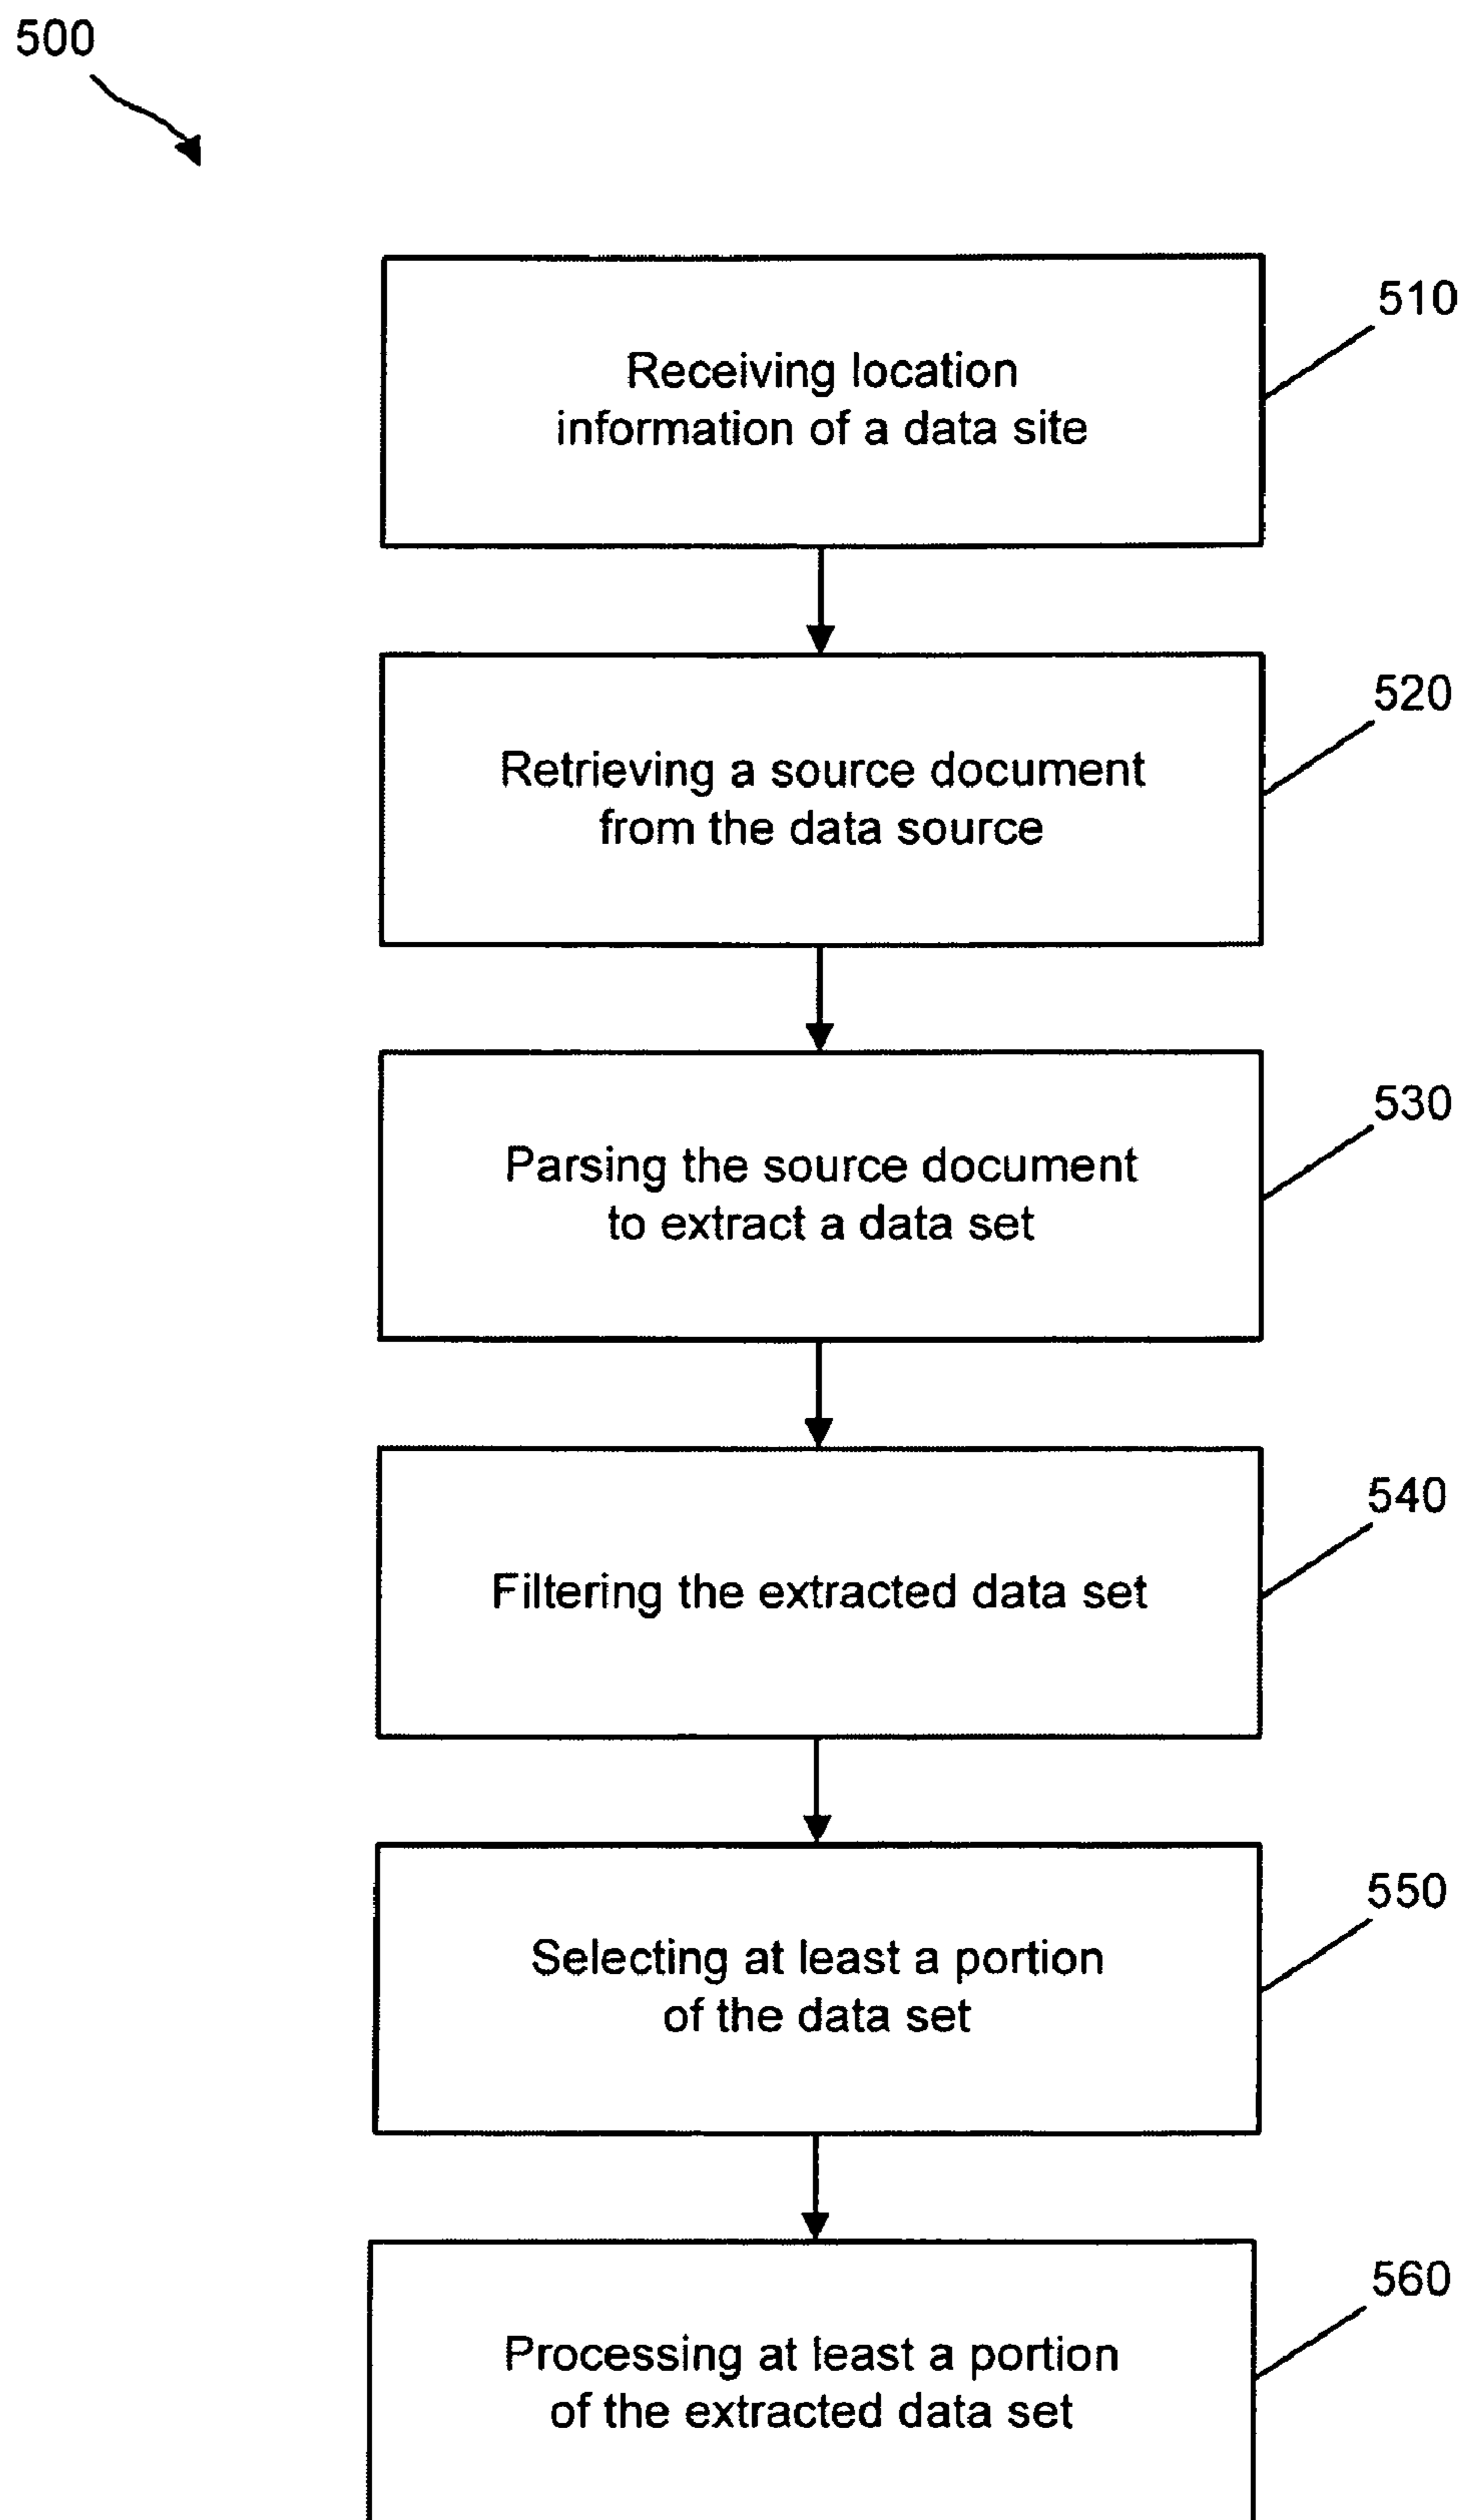 500
510
Receiving location
information of a data site
520
Retrieving a source document
from the data source
530
Parsing the source document
to extract a data set
540
Filtering the extracted data set
550
Selecting at least a portion
of the data set
560
Processing at least a portion
of the extracted data set